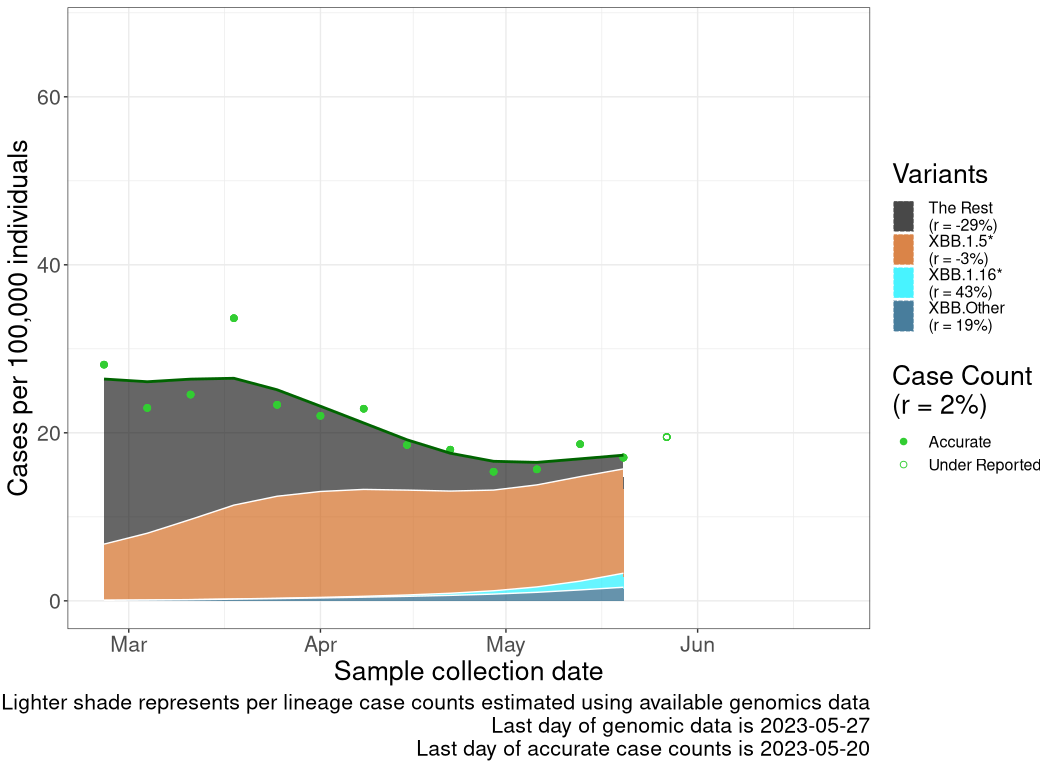 Cases per 100,000 individuals
60
40
20
0
Mar
Apr
May
Jun
Sample collection date
Variants
The Rest
(r = -29%)
XBB.1.5*
(r = -3%)
XBB.1.16*
(r = 43%)
XBB.Other
(r = 19%)
Case Count
(r = 2%)
Accurate
Under Reported
Lighter shade represents per lineage case counts estimated using available genomics data
Last day of genomic data is 2023-05-27
Last day of accurate case counts is 2023-05-20